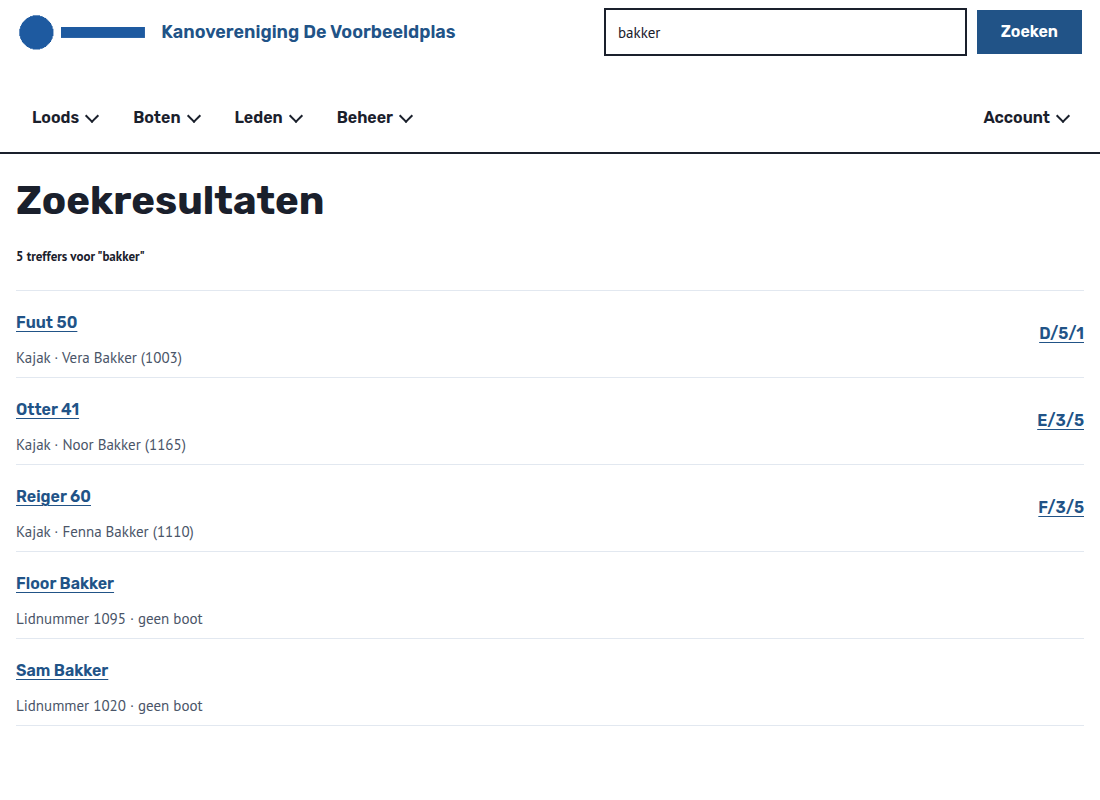 Kanovereniging De Voorbeeldplas
bakker
Zoeken
Loods
Boten
Leden
Beheer
Account
Zoekresultaten
5 treffers voor "bakker"
Fuut 50
D/5/1
Kajak · Vera Bakker (1003)
Otter 41
E/3/5
Kajak · Noor Bakker (1165)
Reiger 60
F/3/5
Kajak · Fenna Bakker (1110)
Floor Bakker
Lidnummer 1095 · geen boot
Sam Bakker
Lidnummer 1020 · geen boot